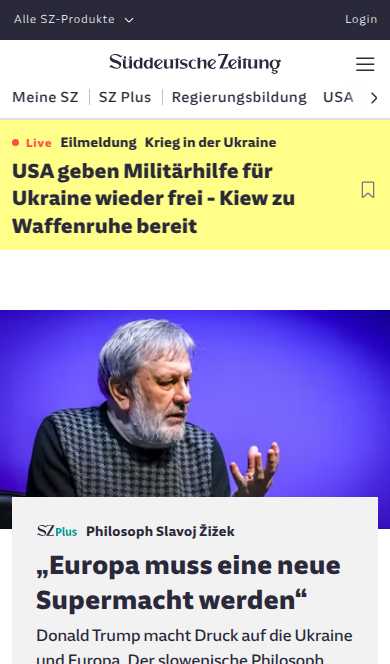 Alle SZ-Produkte
Login
Süddeutsche Zeitung
Meine SZ
SZ Plus
Regierungsbildung
USA
Live Eilmeldung Krieg in der Ukraine
USA geben Militärhilfe für
Ukraine wieder frei - Kiew zu
Waffenruhe bereit
SZ Plus Philosoph Slavoj Žižek
„Europa muss eine neue
Supermacht werden“
Donald Trump macht Druck auf die Ukraine
und Europa. Der slowenische Philosoph